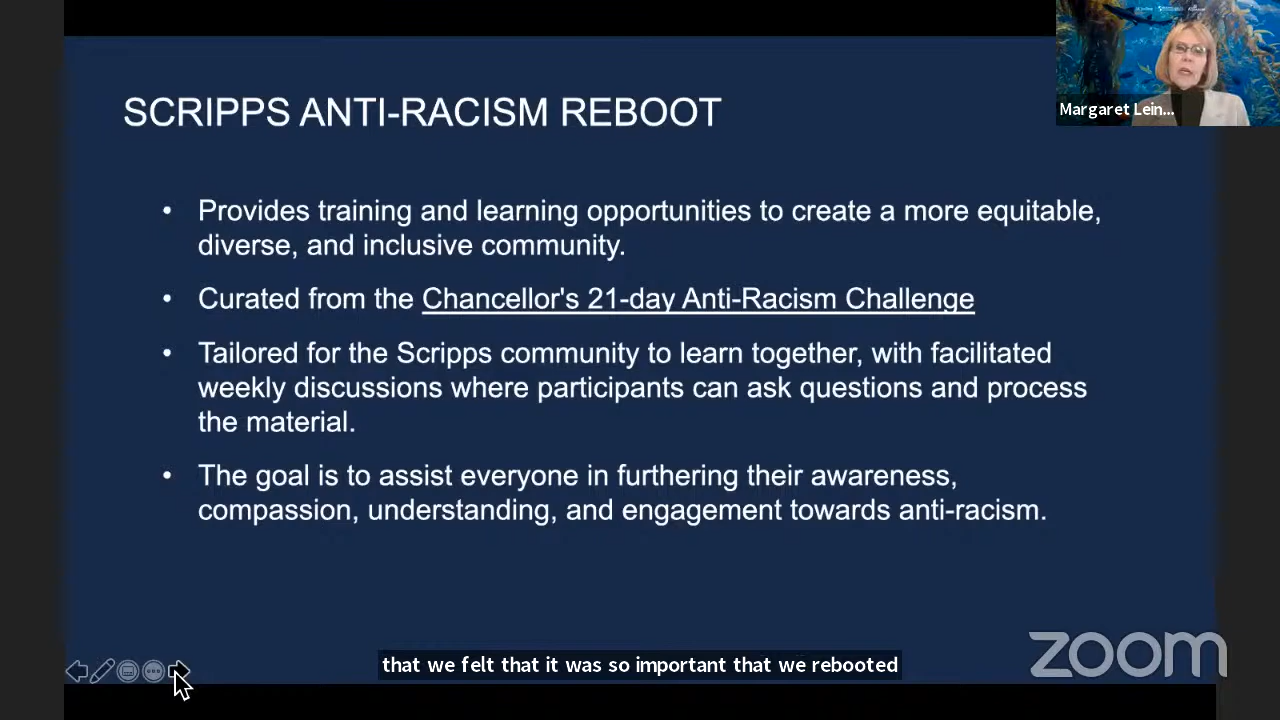 SCRIPPS ANTI-RACISM REBOOT
Margaret Lein...
• Provides training and learning opportunities to create a more equitable,
diverse, and inclusive community.
• Curated from the Chancellor's 21-day Anti-Racism Challenge
• Tailored for the Scripps community to learn together, with facilitated
weekly discussions where participants can ask questions and process
the material.
• The goal is to assist everyone in furthering their awareness,
compassion, understanding, and engagement towards anti-racism.
that we felt that it was so important that we rebooted
zoom